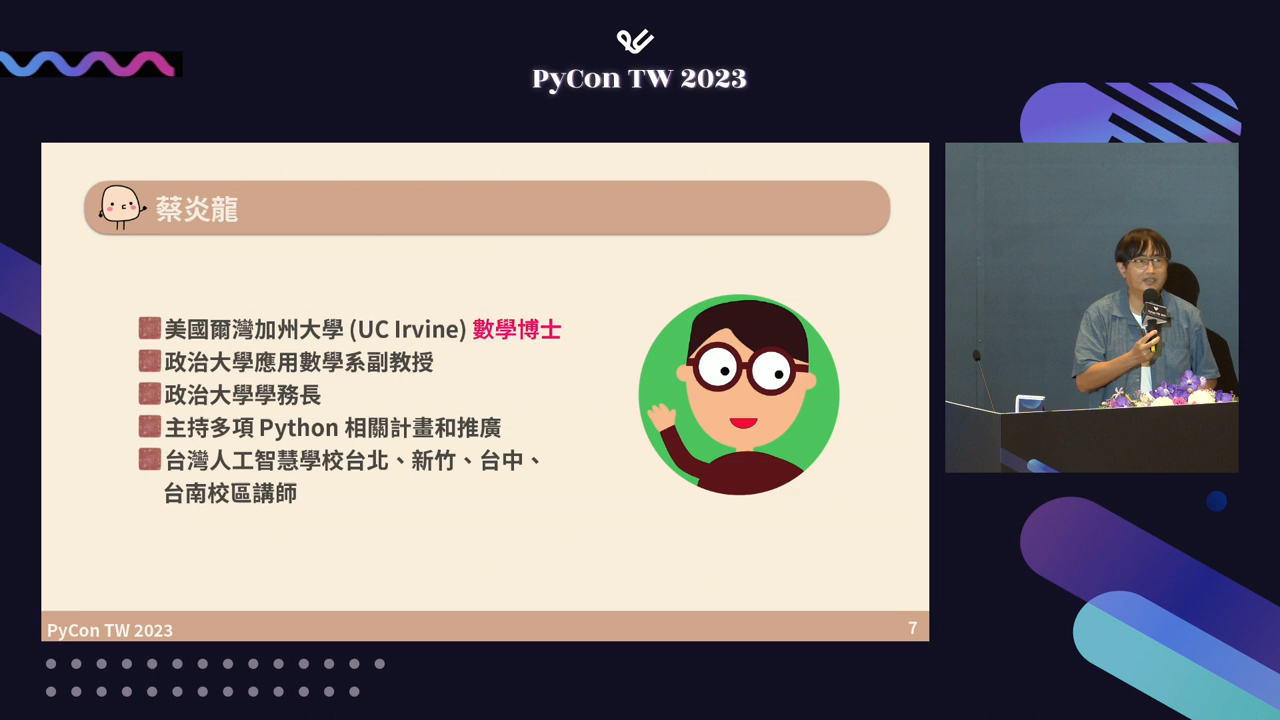 PyCon TW 2023
蔡炎龍
美國爾灣加州大學 (UC Irvine) 數學博士
政治大學應用數學系副教授
政治大學學務長
主持多項 Python 相關計畫和推廣
台灣人工智慧學校台北、新竹、台中、
台南校區講師
PyCon TW 2023
7